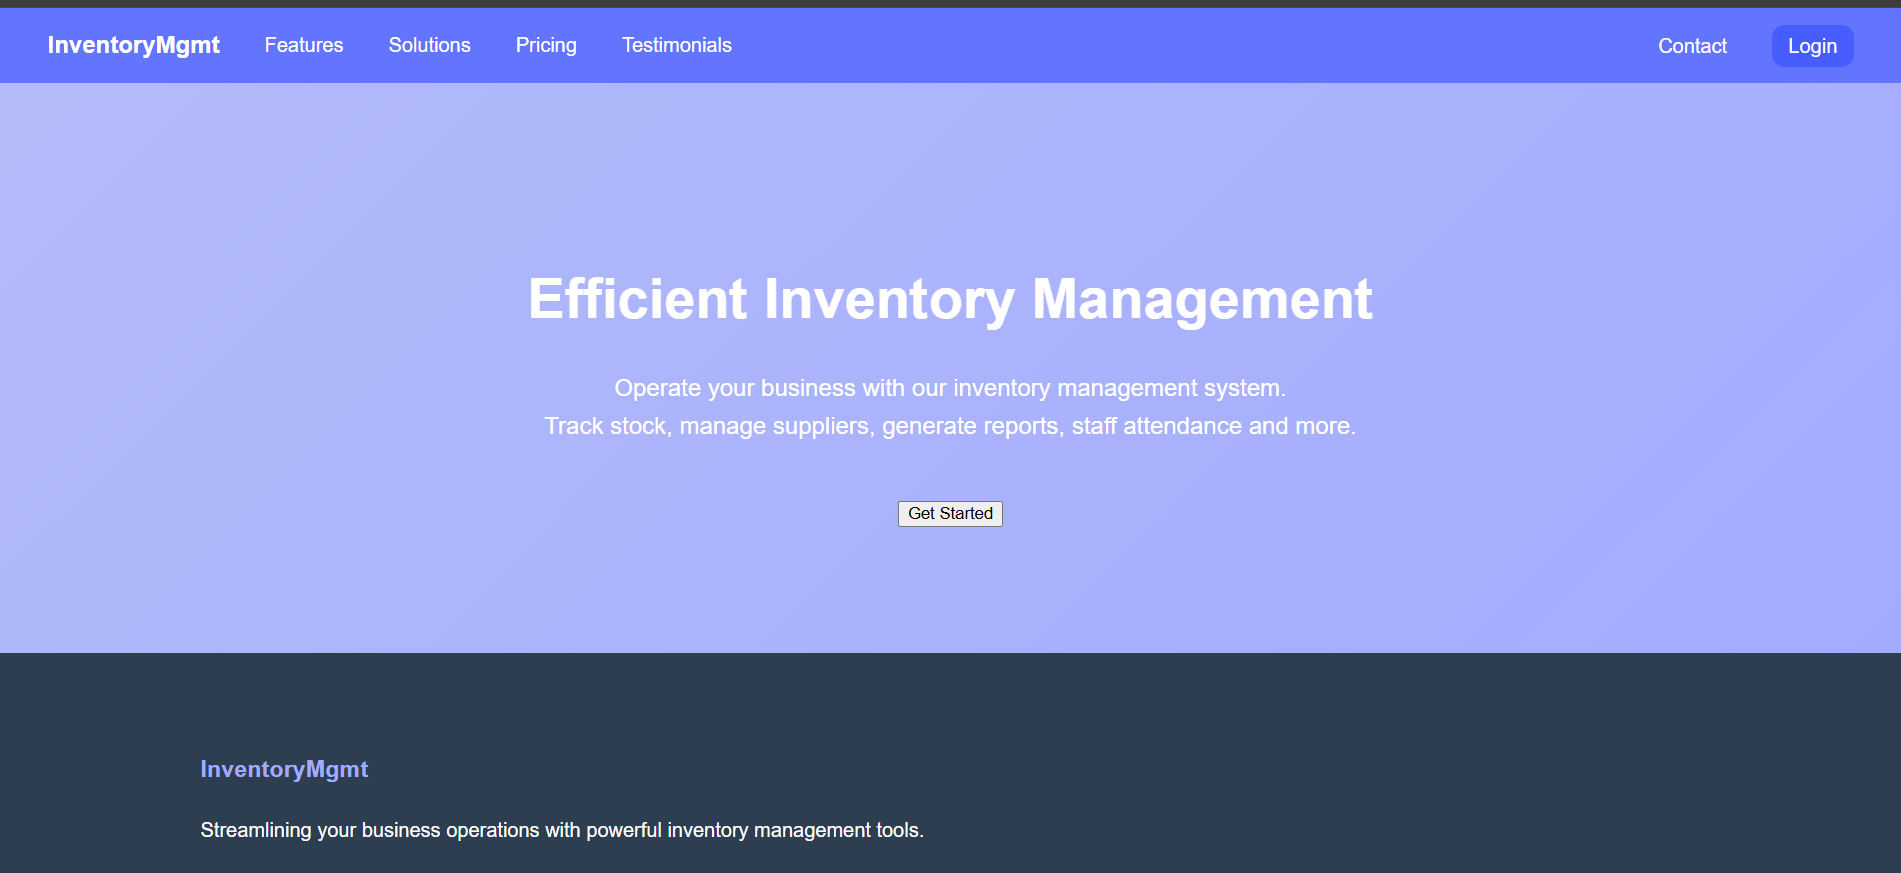 InventoryMgmt Features Solutions Pricing Testimonials Contact Login
Efficient Inventory Management
Operate your business with our inventory management system.
Track stock, manage suppliers, generate reports, staff attendance and more.
Get Started
InventoryMgmt
Streamlining your business operations with powerful inventory management tools.